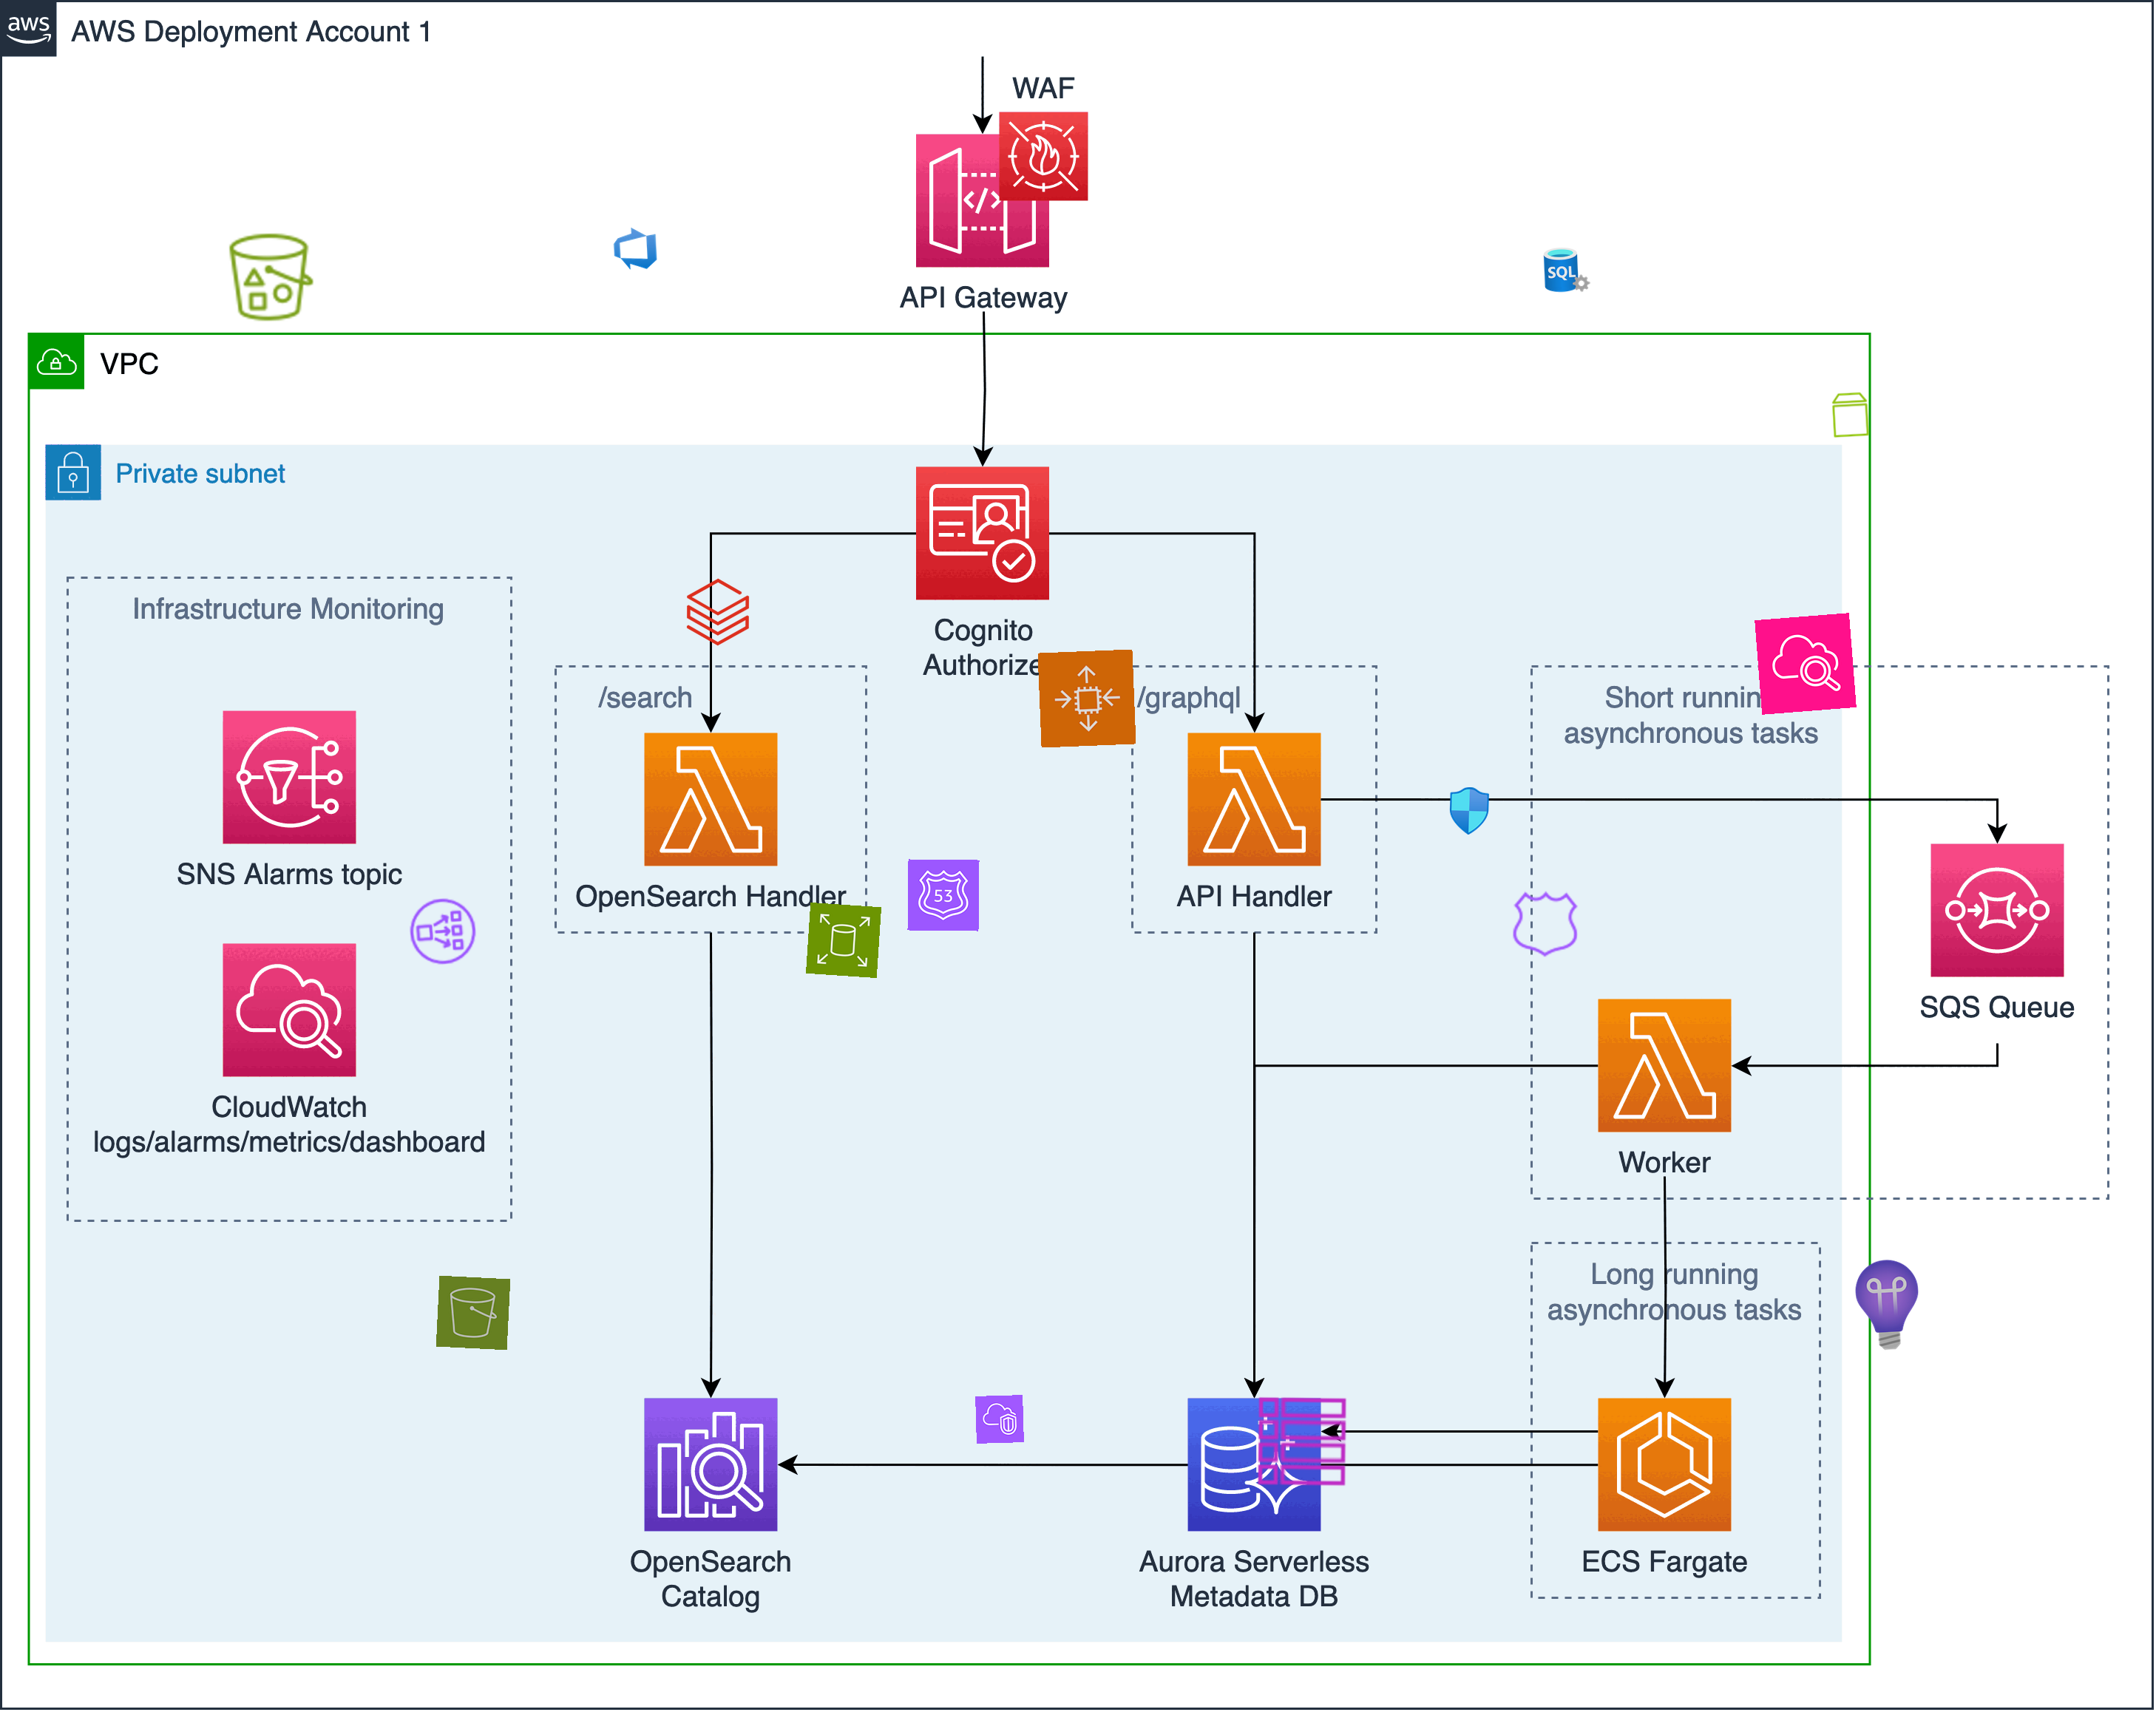 aws
AWS Deployment Account 1
WAF
</>
API Gateway
SQL
VPC
Private subnet
Cognito
Authorize
Infrastructure Monitoring
/search
/graphql
Short runnin
asynchronous tasks
SNS Alarms topic
OpenSearch Handler
53
API Handler
SQS Queue
CloudWatch
logs/alarms/metrics/dashboard
Worker
Long running
asynchronous tasks
OpenSearch
Catalog
Aurora Serverless
Metadata DB
ECS Fargate